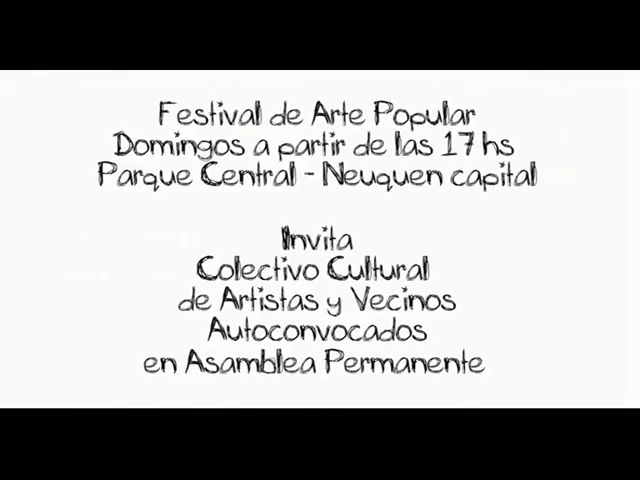 Festival de Arte Popular
Domingos a partir de las 17 hs
Parque Central - Neuquen capital
Invita
Colectivo Cultural
de Artistas y Vecinos
Autoconvocados
en Asamblea Permanente